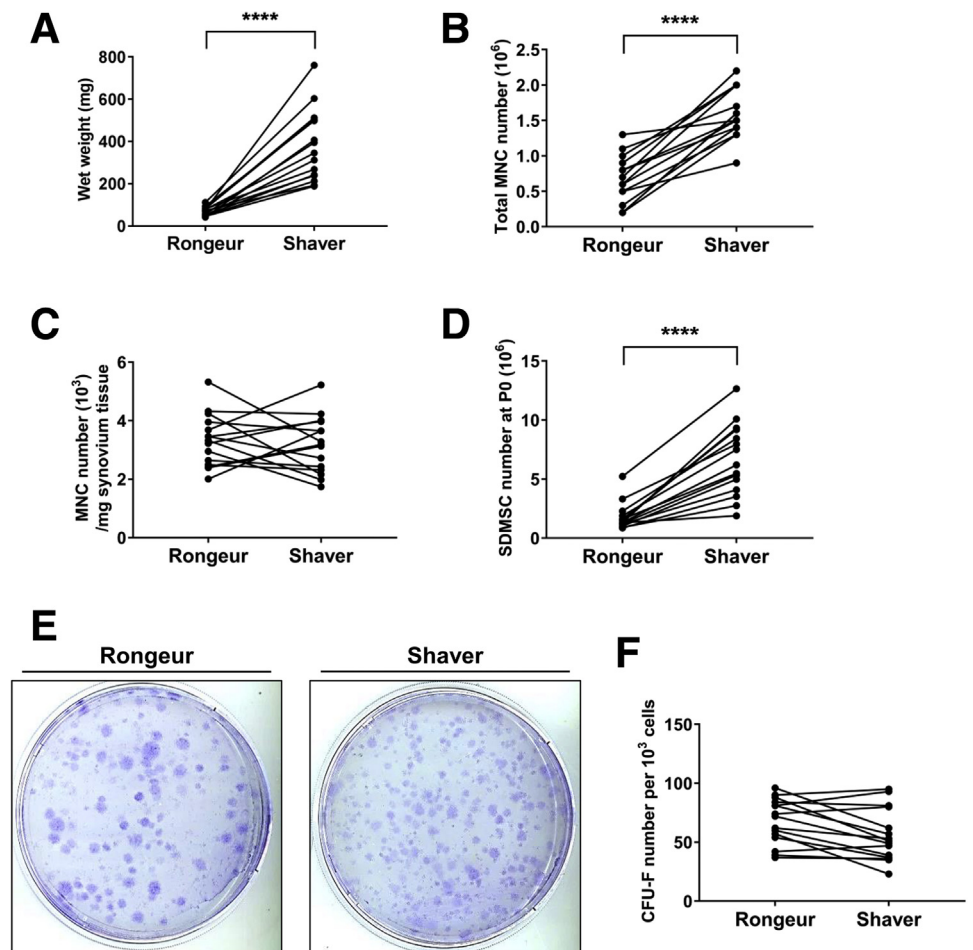 A
****
Wet weight (mg)
800
600
400
200
0
Rongeur Shaver
B
****
Total MNC number (10⁶)
2.5
2.0
1.5
1.0
0.5
0.0
Rongeur Shaver
C
MNC number (10³)
/mg synovium tissue
6
4
2
0
Rongeur Shaver
D
****
SDMSC number at P0 (10⁶)
15
10
5
0
Rongeur Shaver
E
Rongeur Shaver
F
CFU-F number per 10³ cells
150
100
50
0
Rongeur Shaver